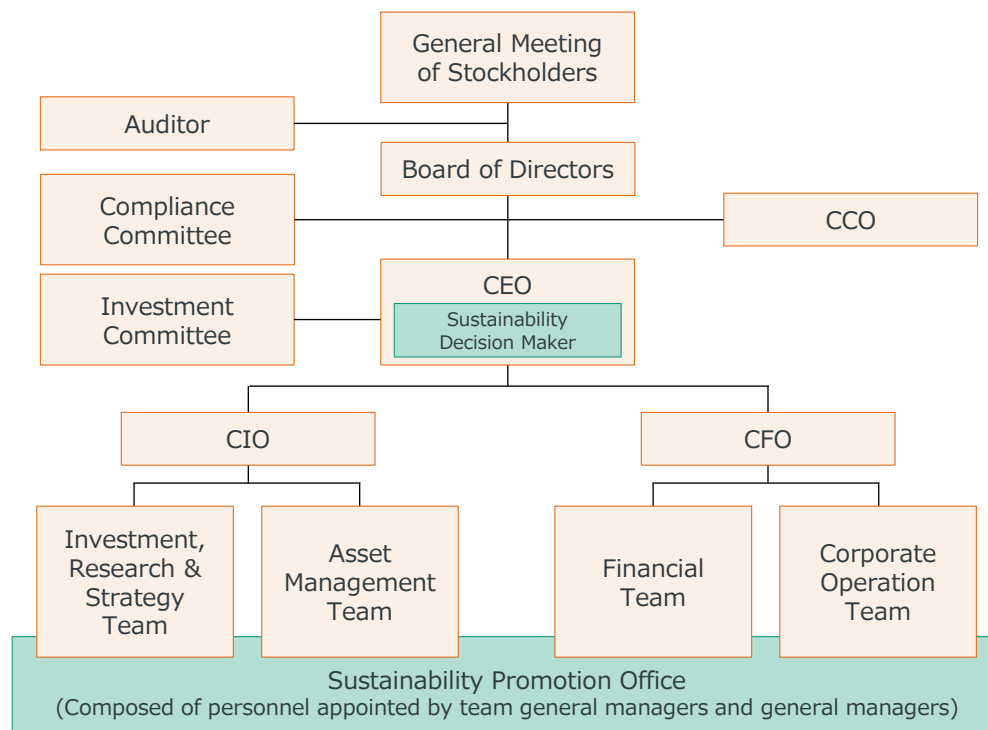 General Meeting
of Stockholders
Auditor
Board of Directors
Compliance
Committee
CCO
CEO
Sustainability
Decision Maker
Investment
Committee
CIO
CFO
Investment,
Research &
Strategy
Team
Asset
Management
Team
Financial
Team
Corporate
Operation
Team
Sustainability Promotion Office
(Composed of personnel appointed by team general managers and general managers)